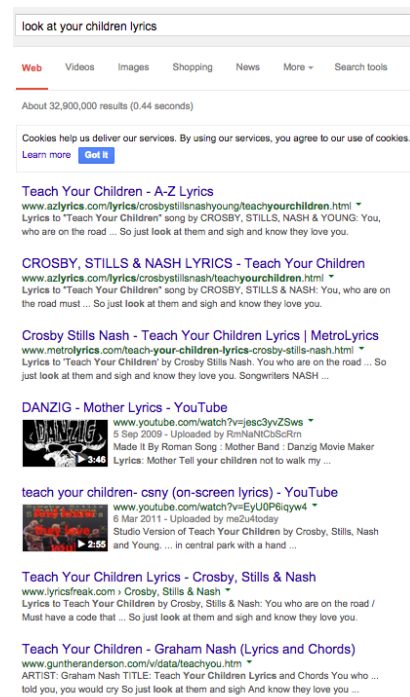 look at your children lyrics
Web Videos Images Shopping News More Search tools
About 32,900,000 results (0.44 seconds)
Cookies help us deliver our services. By using our services, you agree to our use of cookies.
Learn more Got it
Teach Your Children - A-Z Lyrics
www.azlyrics.com/lyrics/crosbystillsnashyoung/teachyourchildren.html
Lyrics to "Teach Your Children" song by CROSBY, STILLS, NASH & YOUNG: You,
who are on the road ... So just look at them and sigh and know they love you.
CROSBY, STILLS & NASH LYRICS - Teach Your Children
www.azlyrics.com/lyrics/crosbystillsnash/teachyourchildren.html
Lyrics to "Teach Your Children" by CROSBY, STILLS & NASH: You, who are on
the road must ... So just look at them and sigh and know they love you.
Crosby Stills Nash - Teach Your Children Lyrics | MetroLyrics
www.metrolyrics.com/teach-your-children-lyrics-crosby-stills-nash.html
Lyrics to 'Teach Your Children' by Crosby Stills Nash. You who are on the road ... So
just look at them and sigh and know they love you. Songwriters NASH ...
DANZIG - Mother Lyrics - YouTube
www.youtube.com/watch?v=jesc3yvZSws
5 Sep 2009 - Uploaded by RmNaNtCbScRrn
Made It By Roman Song : Mother Band : Danzig Movie Maker
Lyrics: Mother Tell your children not to walk my ...
DANZIG
3:46
teach your children- csny (on-screen lyrics) - YouTube
www.youtube.com/watch?v=EyU0P6iqyw4
6 Mar 2011 - Uploaded by me2u4today
Studio Version of Teach Your Children by Crosby, Stills, Nash
and Young. ... in central park with a hand ...
they love
you
2:55
Teach Your Children Lyrics - Crosby, Stills & Nash
www.lyricsfreak.com › Crosby, Stills & Nash
Lyrics to Teach Your Children by Crosby, Stills & Nash: You who are on the road /
Must have a code that ... So just look at them and sigh and know they love you.
Teach Your Children - Graham Nash (Lyrics and Chords)
www.guntheranderson.com/v/data/teachyou.htm
ARTIST: Graham Nash TITLE: Teach Your Children Lyrics and Chords You who ...
told you, you would cry So just look at them and sigh And know they love you ...